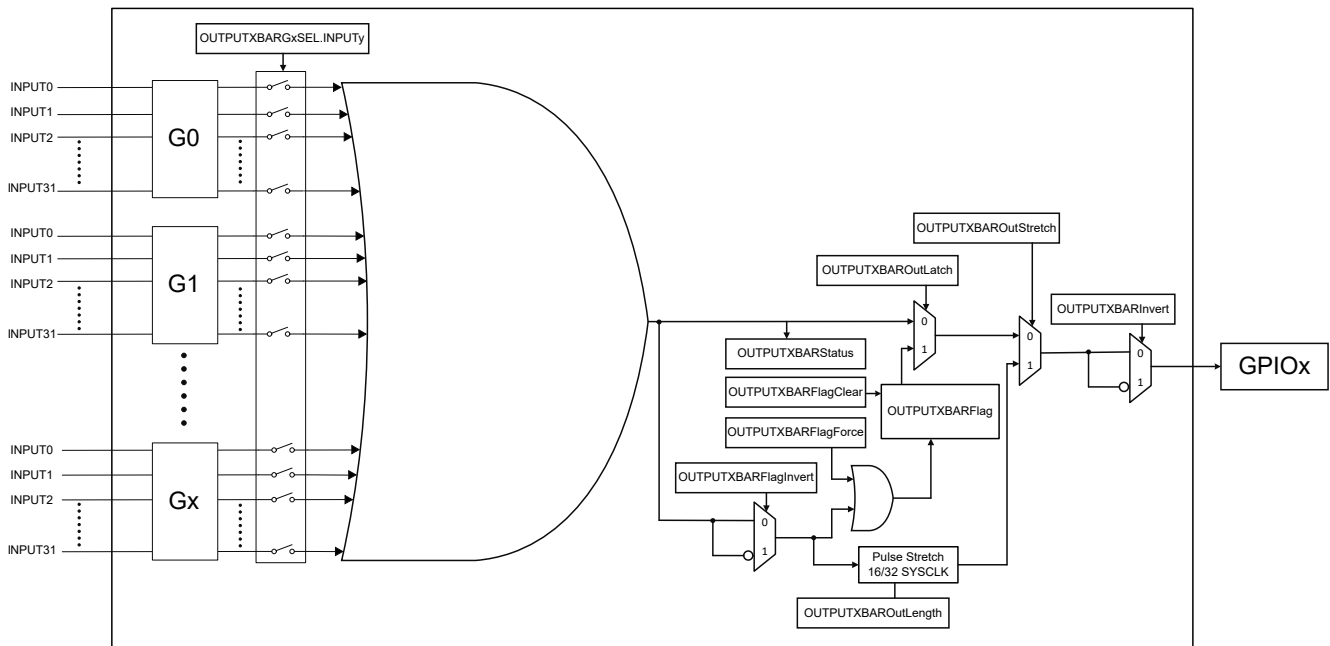 OUTPUTXBARGxSEL.INPUTy
INPUT0
INPUT1
INPUT2
INPUT31
G0
INPUT0
INPUT1
INPUT2
INPUT31
G1
INPUT0
INPUT1
INPUT2
INPUT31
Gx
OUTPUTXBAROutStretch
OUTPUTXBAROutLatch
OUTPUTXBARInvert
0
1
0
1
0
1
GPIOx
OUTPUTXBARStatus
OUTPUTXBARFlagClear
OUTPUTXBARFlag
OUTPUTXBARFlagForce
OUTPUTXBARFlagInvert
0
1
Pulse Stretch
16/32 SYSCLK
OUTPUTXBAROutLength